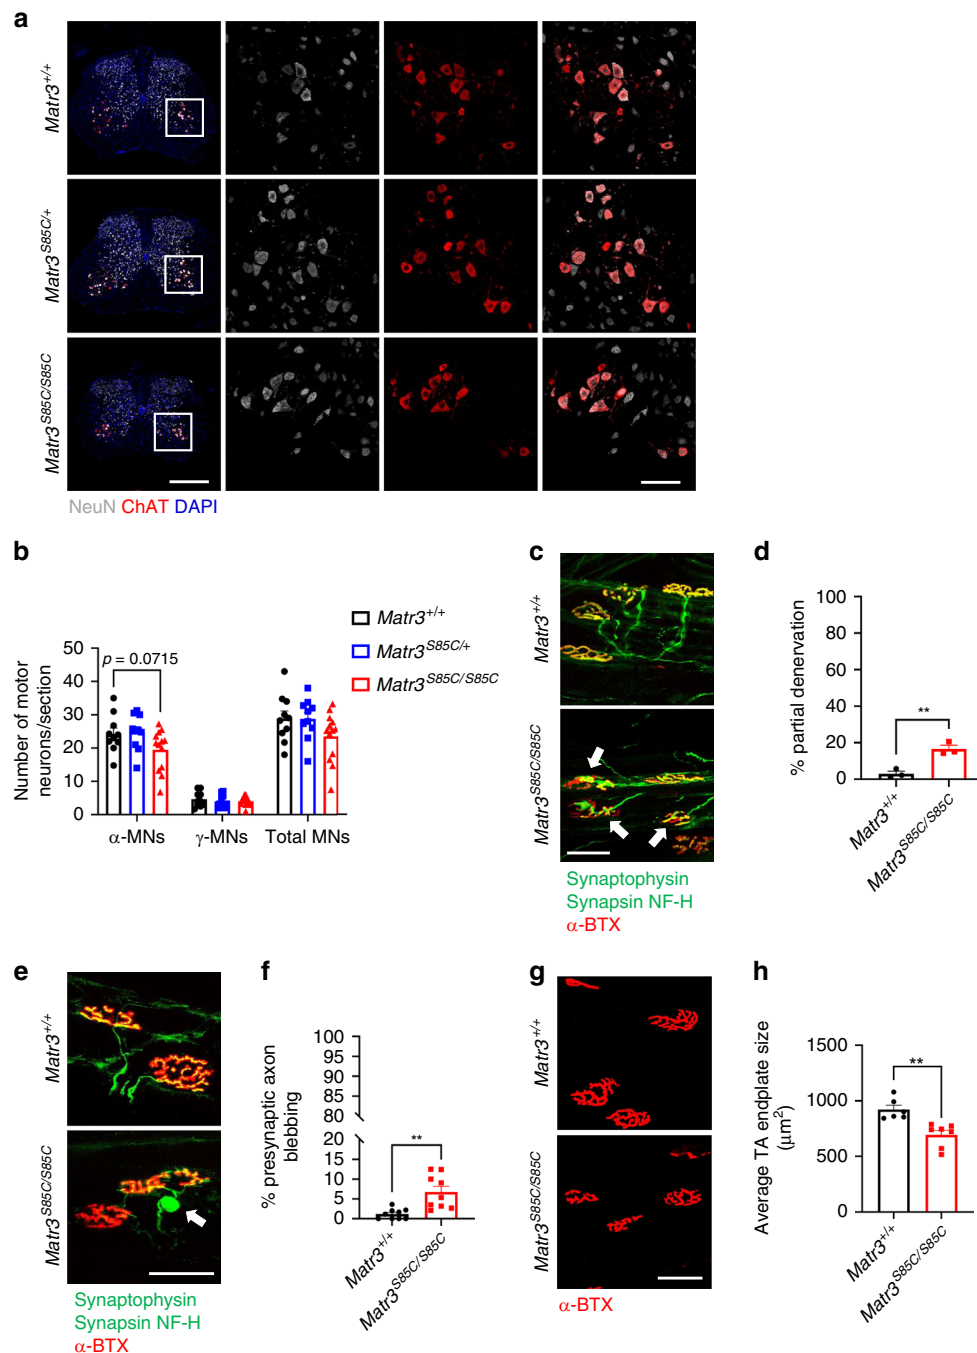 a
Matr3+/+
Matr3S85C/+
Matr3S85C/S85C
NeuN ChAT DAPI
b
Number of motor
neurons/section
50
40
30
20
10
0
p = 0.0715
α-MNs
γ-MNs
Total MNs
Matr3+/+
Matr3S85C/+
Matr3S85C/S85C
c
Matr3+/+
Matr3S85C/S85C
Synaptophysin
Synapsin NF-H
α-BTX
d
% partial denervation
100
80
60
40
20
0
**
Matr3+/+
Matr3S85C/S85C
e
Matr3+/+
Matr3S85C/S85C
Synaptophysin
Synapsin NF-H
α-BTX
f
% presynaptic axon
blebbing
100
95
90
85
80
20
15
10
5
0
**
Matr3+/+
Matr3S85C/S85C
g
Matr3+/+
Matr3S85C/S85C
α-BTX
h
Average TA endplate size
(μm2)
1500
1000
500
0
**
Matr3+/+
Matr3S85C/S85C